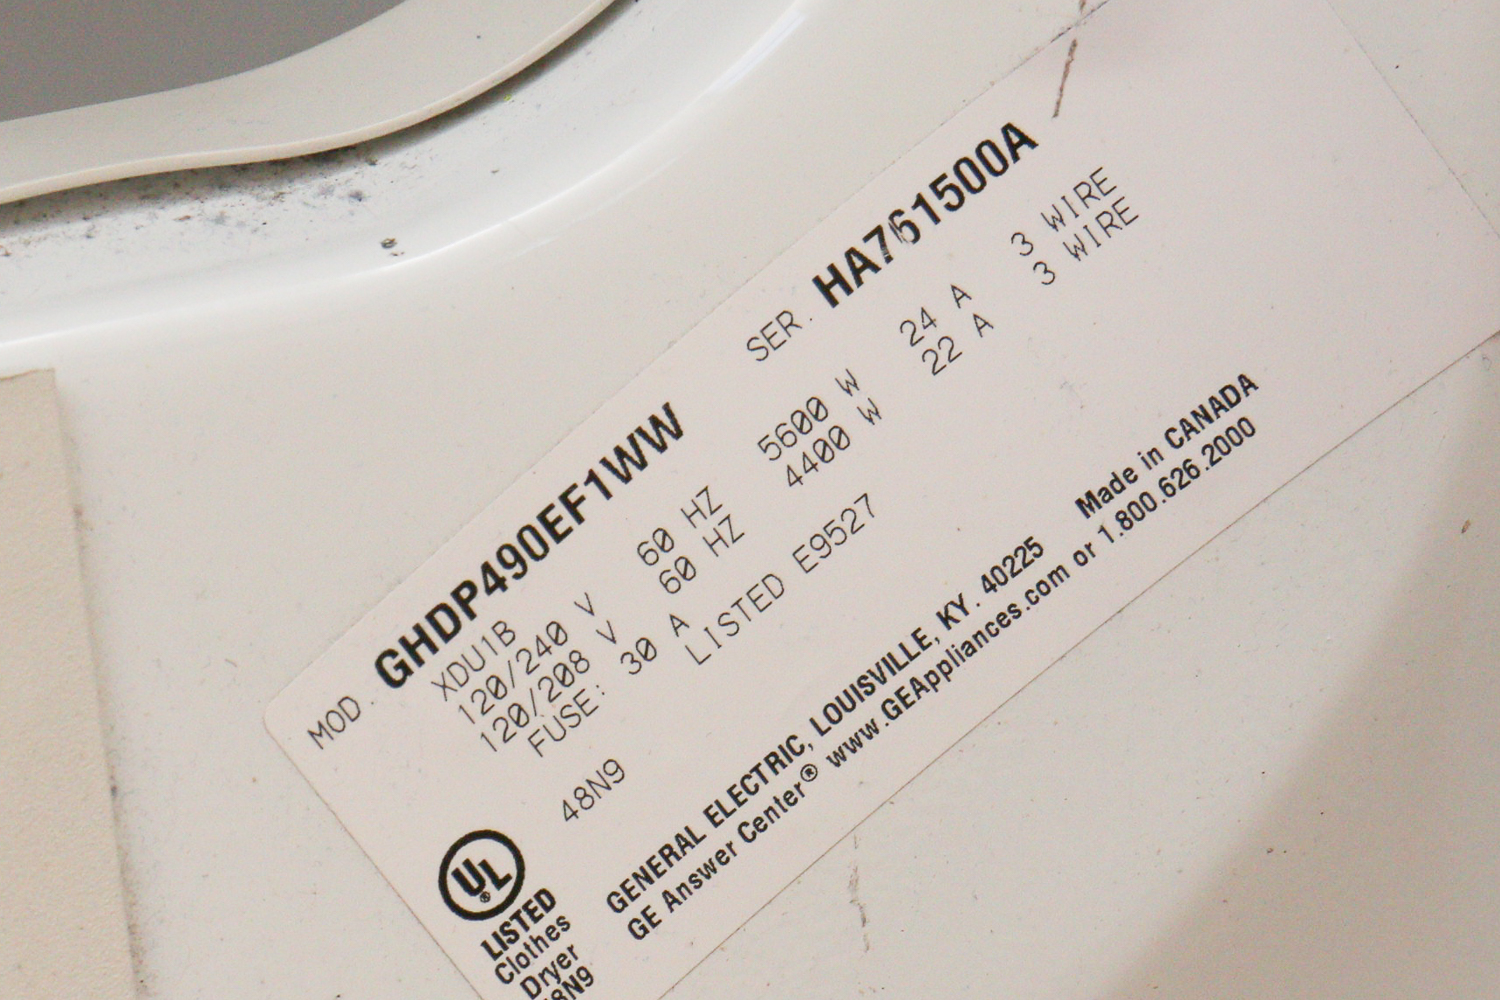 MOD. GHDP490EF1WW SER. HA761500A
XDU1B
120/240 V 60 HZ 5600 W 24 A 3 WIRE
120/208 V 60 HZ 4400 W 22 A 3 WIRE
FUSE: 30 A
LISTED E9527
48N9
UL®
LISTED
Clothes
Dryer
48N9
GENERAL ELECTRIC, LOUISVILLE, KY. 40225 Made in CANADA
GE Answer Center® www.GEAppliances.com or 1.800.626.2000